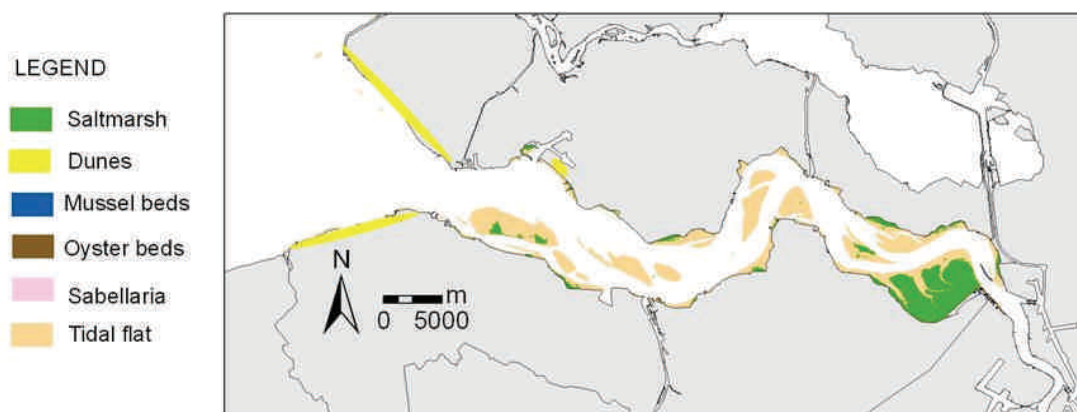 LEGEND
Saltmarsh
Dunes
Mussel beds
Oyster beds
Sabellaria
Tidal flat
N
m
0 5000